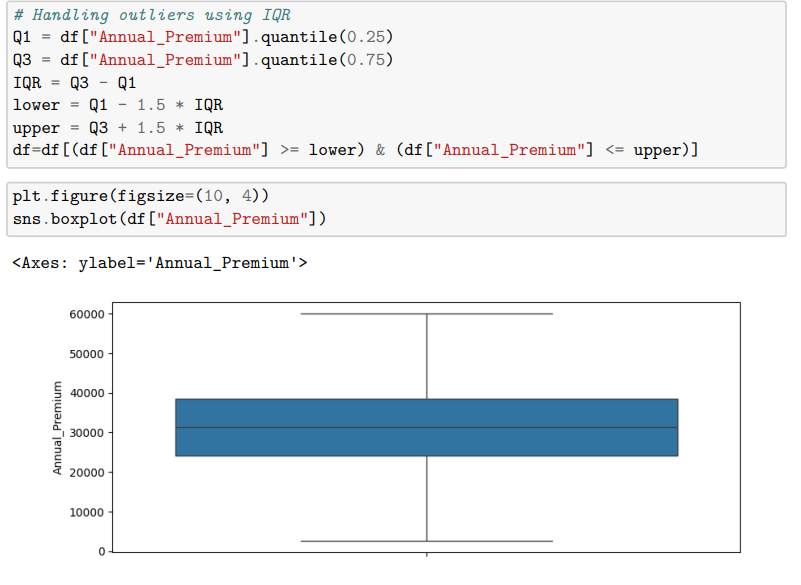 # Handling outliers using IQR
Q1 = df["Annual_Premium"].quantile(0.25)
Q3 = df["Annual_Premium"].quantile(0.75)
IQR = Q3 - Q1
lower = Q1 - 1.5 * IQR
upper = Q3 + 1.5 * IQR
df=df[(df["Annual_Premium"] >= lower) & (df["Annual_Premium"] <= upper)]
plt.figure(figsize=(10, 4))
sns.boxplot(df["Annual_Premium"])
<Axes: ylabel='Annual_Premium'>
60000
50000
40000
30000
20000
10000
0
Annual_Premium